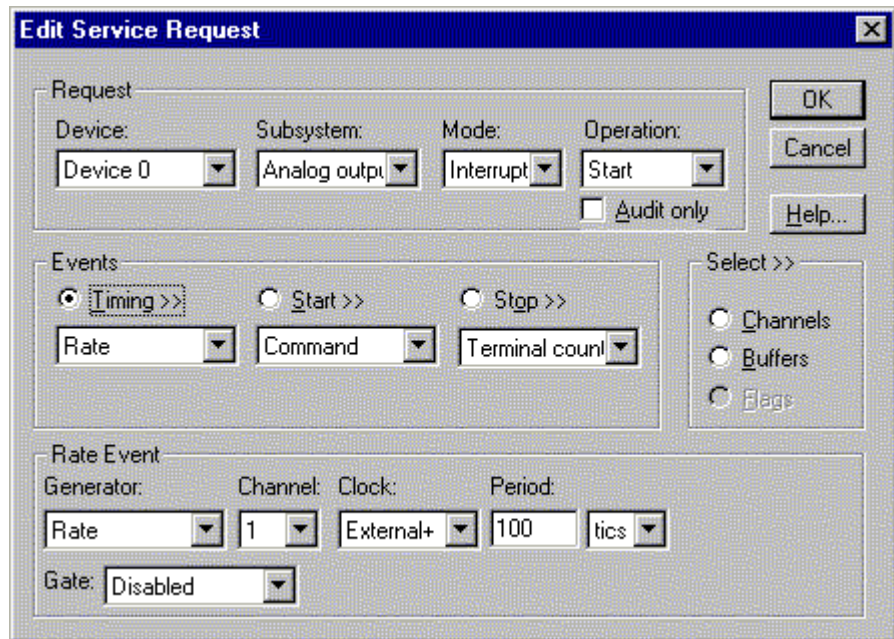 Edit Service Request
Request
OK
Device: Subsystem: Mode: Operation:
Device 0 Analog outpu Interrupt Start
Cancel
Audit only
Help...
Events
Select >>
Timing >> Start >> Stop >>
Rate Command Terminal count
Channels
Buffers
Flags
Rate Event
Generator: Channel: Clock: Period:
Rate 1 External+ 100 tics
Gate: Disabled